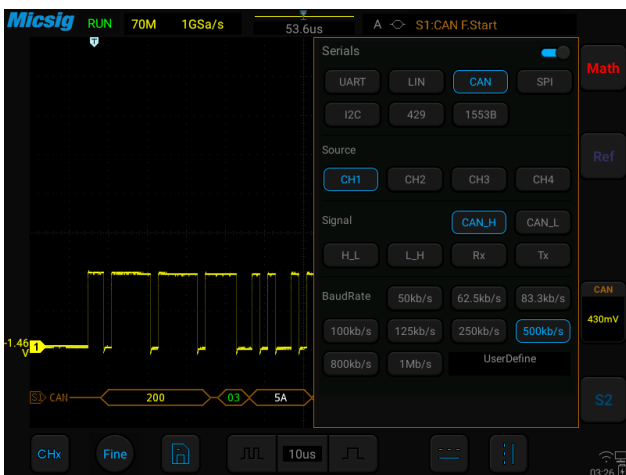 Micsig RUN 70M 1GSa/s 53.6us A S1:CAN F.Start
T
Serials
UART LIN CAN SPI
I2C 429 1553B
Source
CH1 CH2 CH3 CH4
Signal CAN_H CAN_L
H_L L_H Rx Tx
BaudRate 50kb/s 62.5kb/s 83.3kb/s
100kb/s 125kb/s 250kb/s 500kb/s
800kb/s 1Mb/s UserDefine
Math
Ref
CAN
430mV
S2
-1.46
V
1
S1 CAN 200 03 5A
CHx Fine 10us
03:26